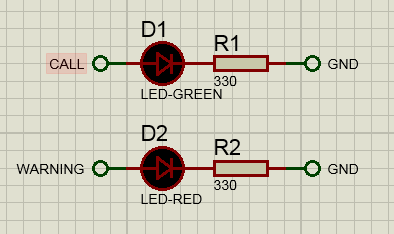 D1
R1
CALL
GND
330
LED-GREEN
D2
R2
WARNING
GND
330
LED-RED